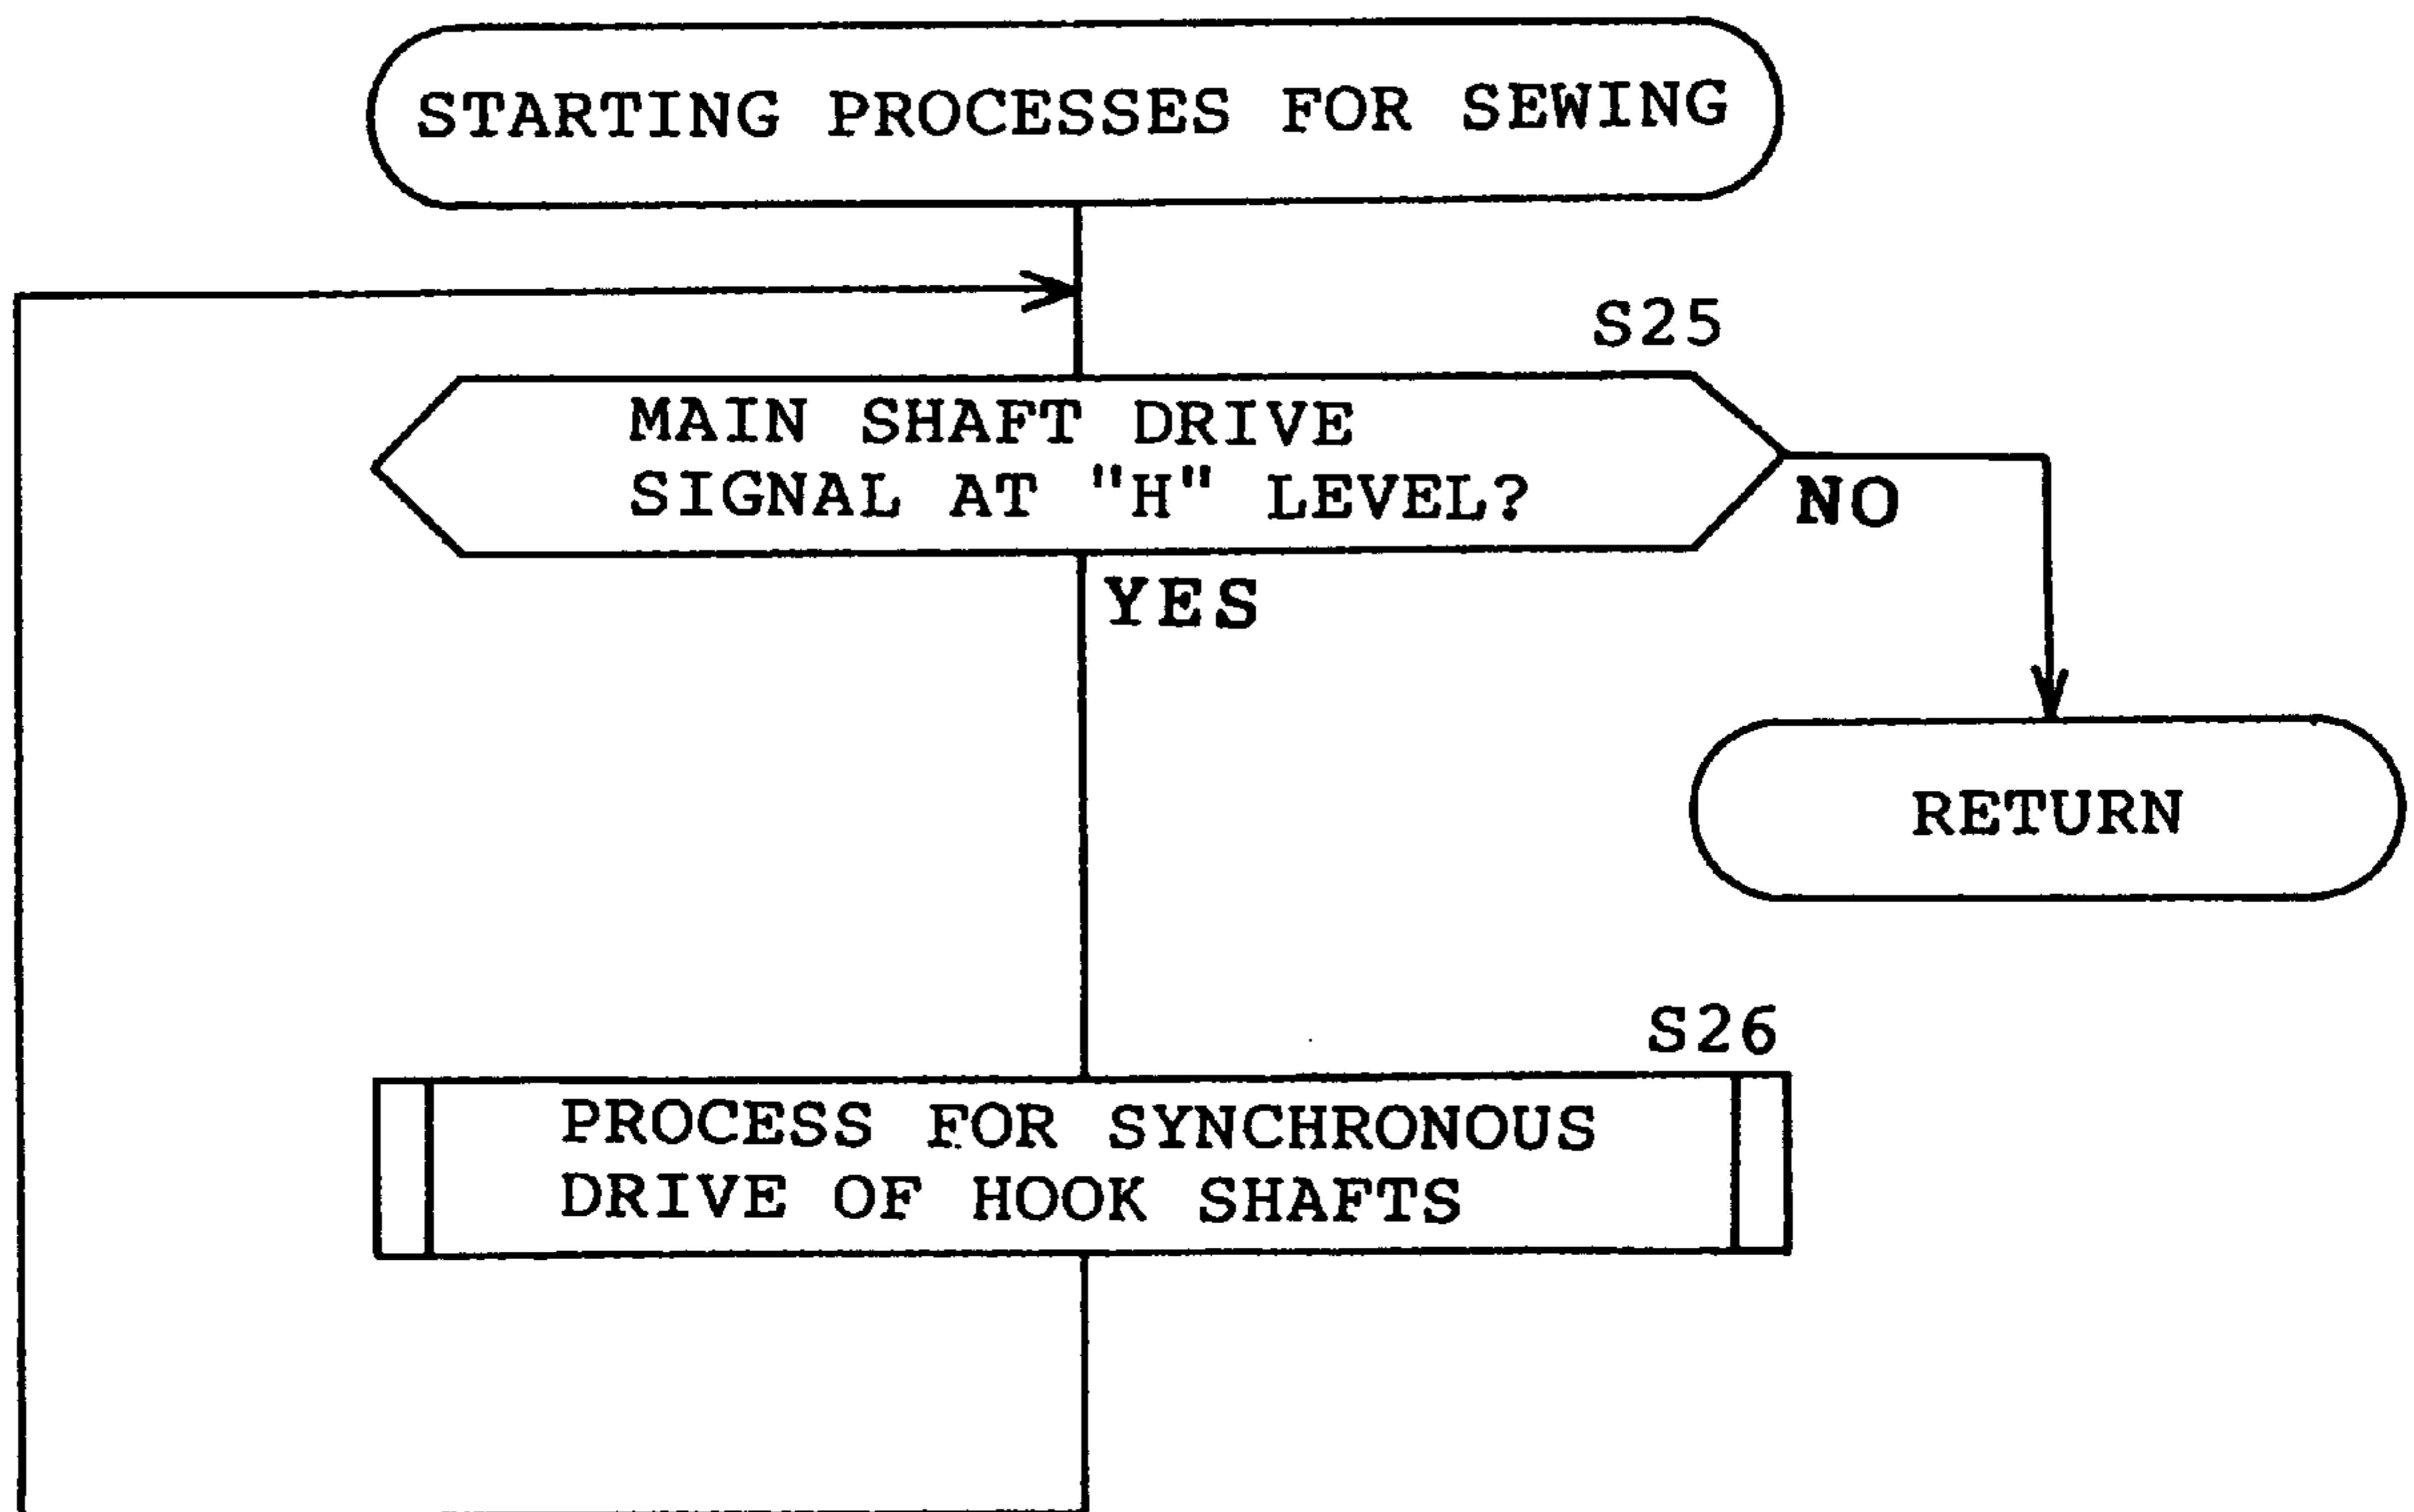 STARTING PROCESSES FOR SEWING
S25
MAIN SHAFT DRIVE
SIGNAL AT "H" LEVEL?
NO
YES
RETURN
S26
PROCESS FOR SYNCHRONOUS
DRIVE OF HOOK SHAFTS